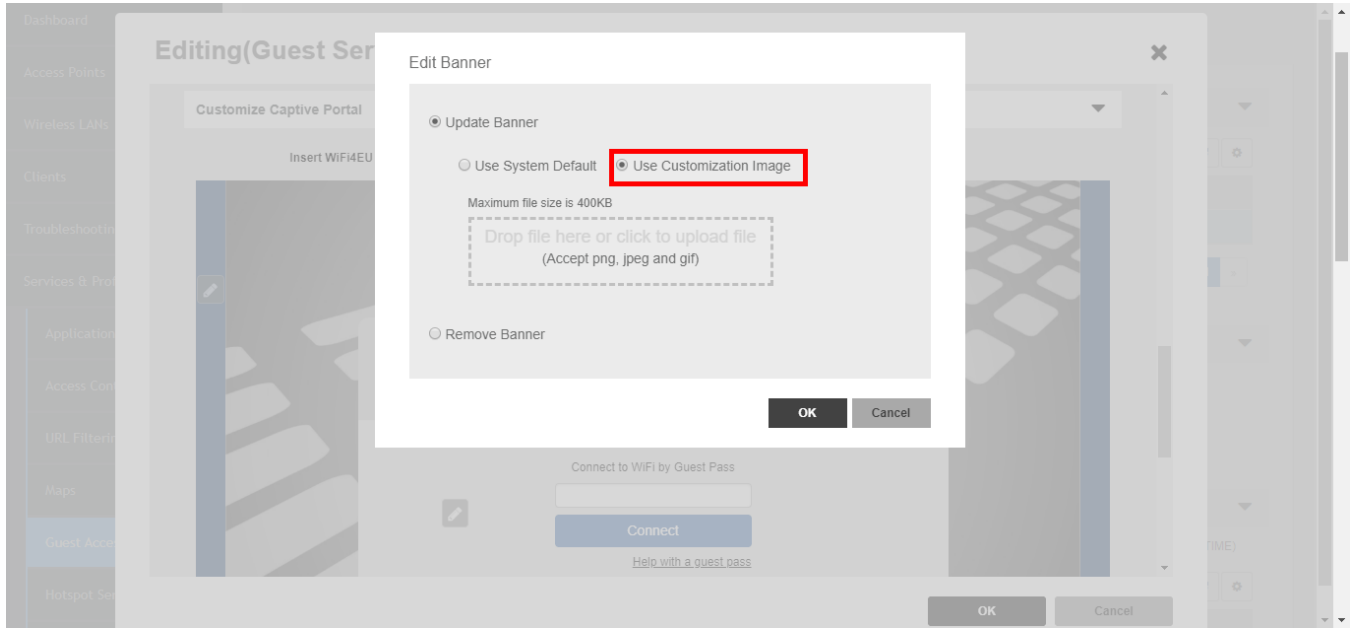 Dashboard
Access Points
Wireless LANs
Clients
Troubleshootin
Services & Prot
Application
Access Con
URL Filterin
Maps
Guest Acce
Hotspot Ser
Editing(Guest Ser
Customize Captive Portal
Insert WiFi4EU
Edit Banner
Update Banner
Use System Default Use Customization Image
Maximum file size is 400KB
Drop file here or click to upload file
(Accept png, jpeg and gif)
Remove Banner
OK Cancel
Connect to WiFi by Guest Pass
Connect
Help with a guest pass
TIME)
OK Cancel